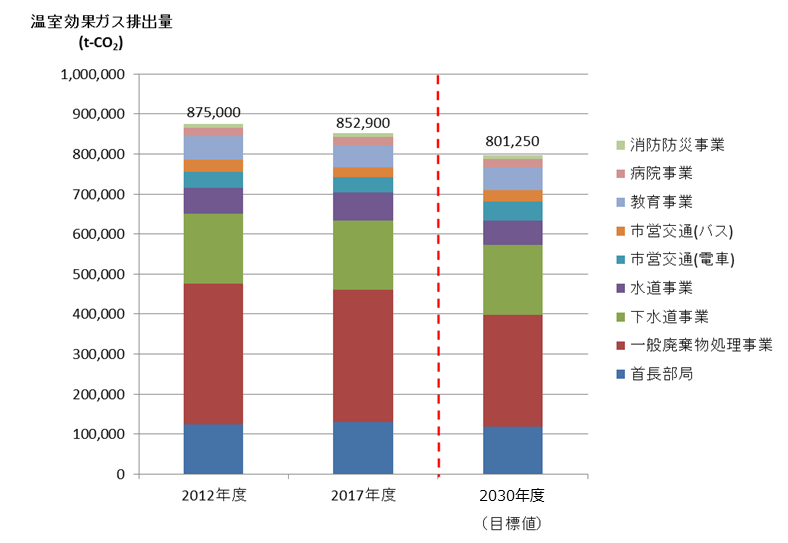 温室効果ガス排出量
(t-CO₂)
1,000,000
900,000
800,000
700,000
600,000
500,000
400,000
300,000
200,000
100,000
0
875,000
852,900
801,250
2012年度
2017年度
2030年度
（目標値）
消防防災事業
病院事業
教育事業
市営交通(バス)
市営交通(電車)
水道事業
下水道事業
一般廃棄物処理事業
首長部局